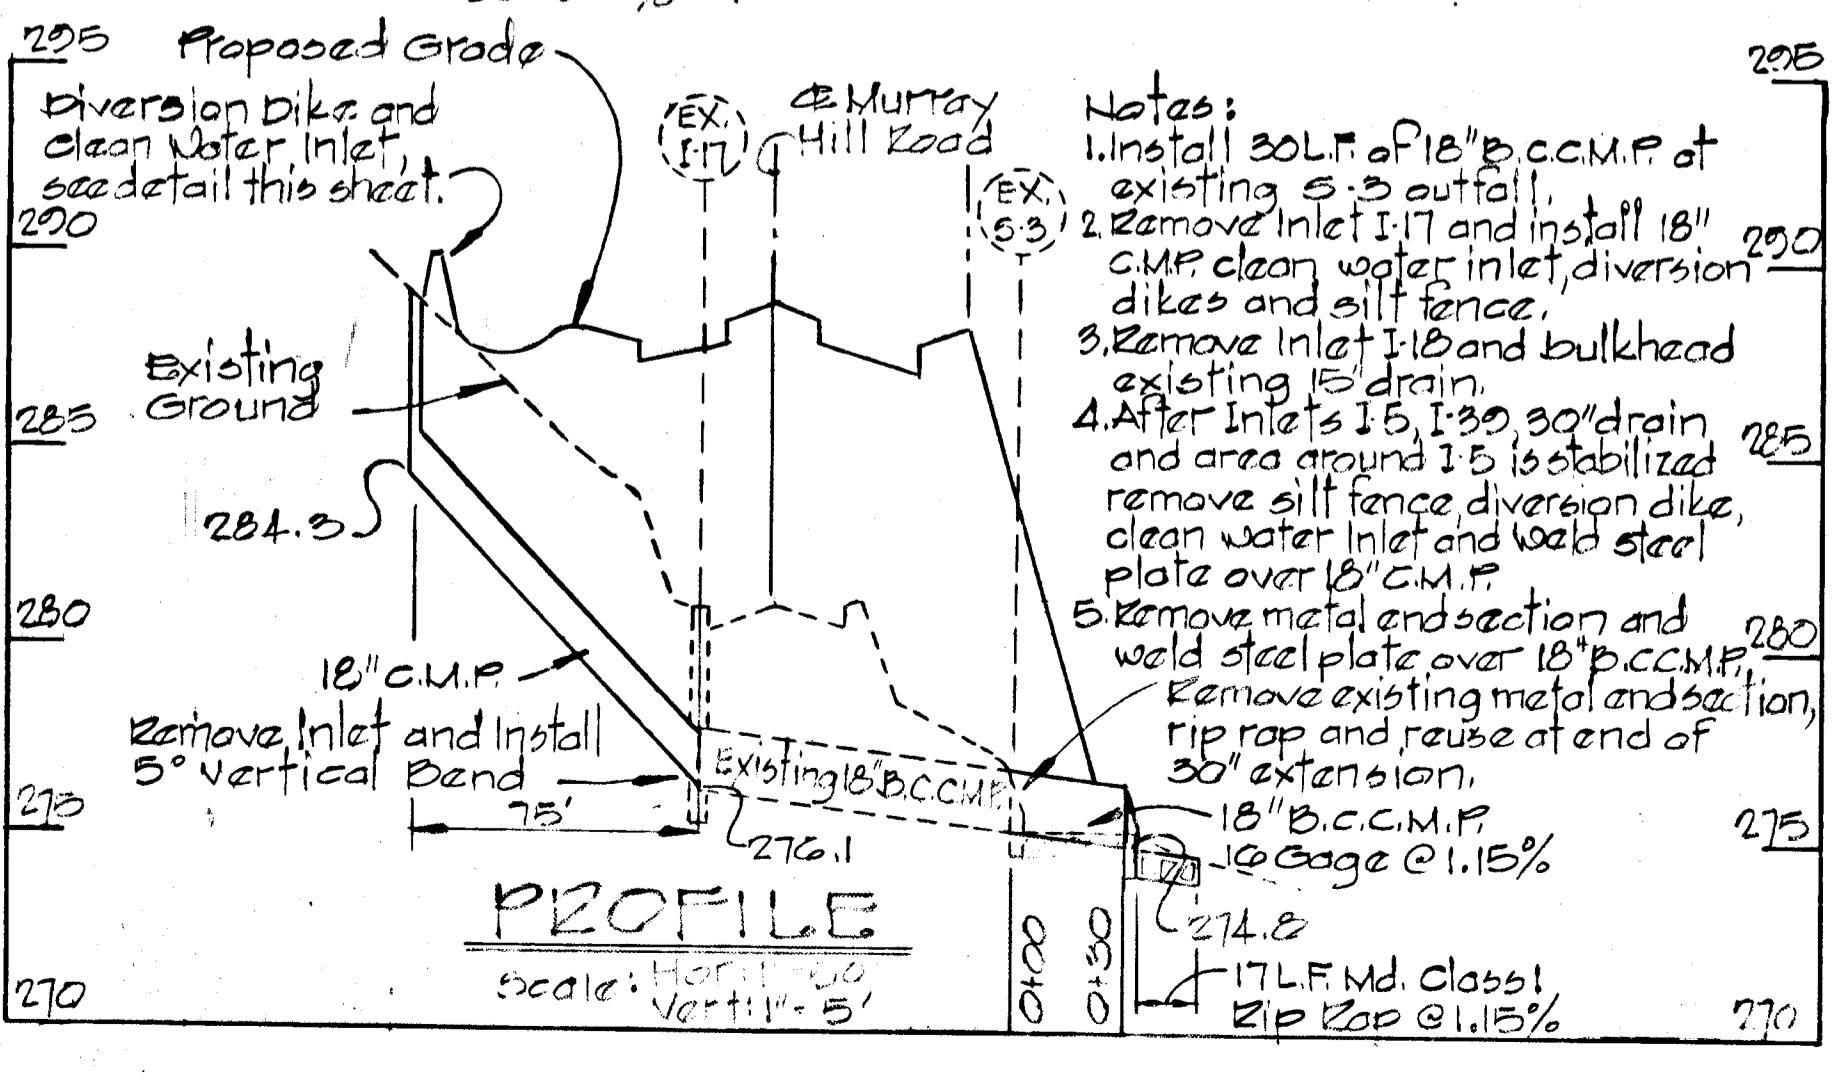 295
Proposed Grade
Diversion Dike and
Clean Water Inlet,
see detail this sheet.
290
EX.
I-17
℄ Murray
Hill Road
EX.
S-3
295
Notes:
1. Install 30 L.F. of 18" B.C.C.M.P. at
existing S-3 outfall.
2. Remove Inlet I-17 and install 18"
C.M.P. clean water inlet, diversion
dikes and silt fence.
3. Remove Inlet I-18 and bulkhead
existing 15" drain.
4. After Inlets I-5, I-39, 30" drain
and area around I-5 is stabilized
remove silt fence, diversion dike,
clean water Inlet and weld steel
plate over 18" C.M.P.
5. Remove metal end section and
weld steel plate over 18" B.C.C.M.P.
290
285
280
Existing
Ground
285
284.3
280
18" C.M.P.
Remove Inlet and Install
5° Vertical Bend
275
75'
Existing 18" B.C.C.M.P.
276.1
Remove existing metal end section,
rip rap and reuse at end of
30" extension.
18" B.C.C.M.P.
16 Gage @ 1.15%
275
274.8
17 L.F. Md. Class I
Rip Rap @ 1.15%
PROFILE
Scale: Hor.: 1"-50'
Vert.: 1"- 5'
0+00
0+30
270
270